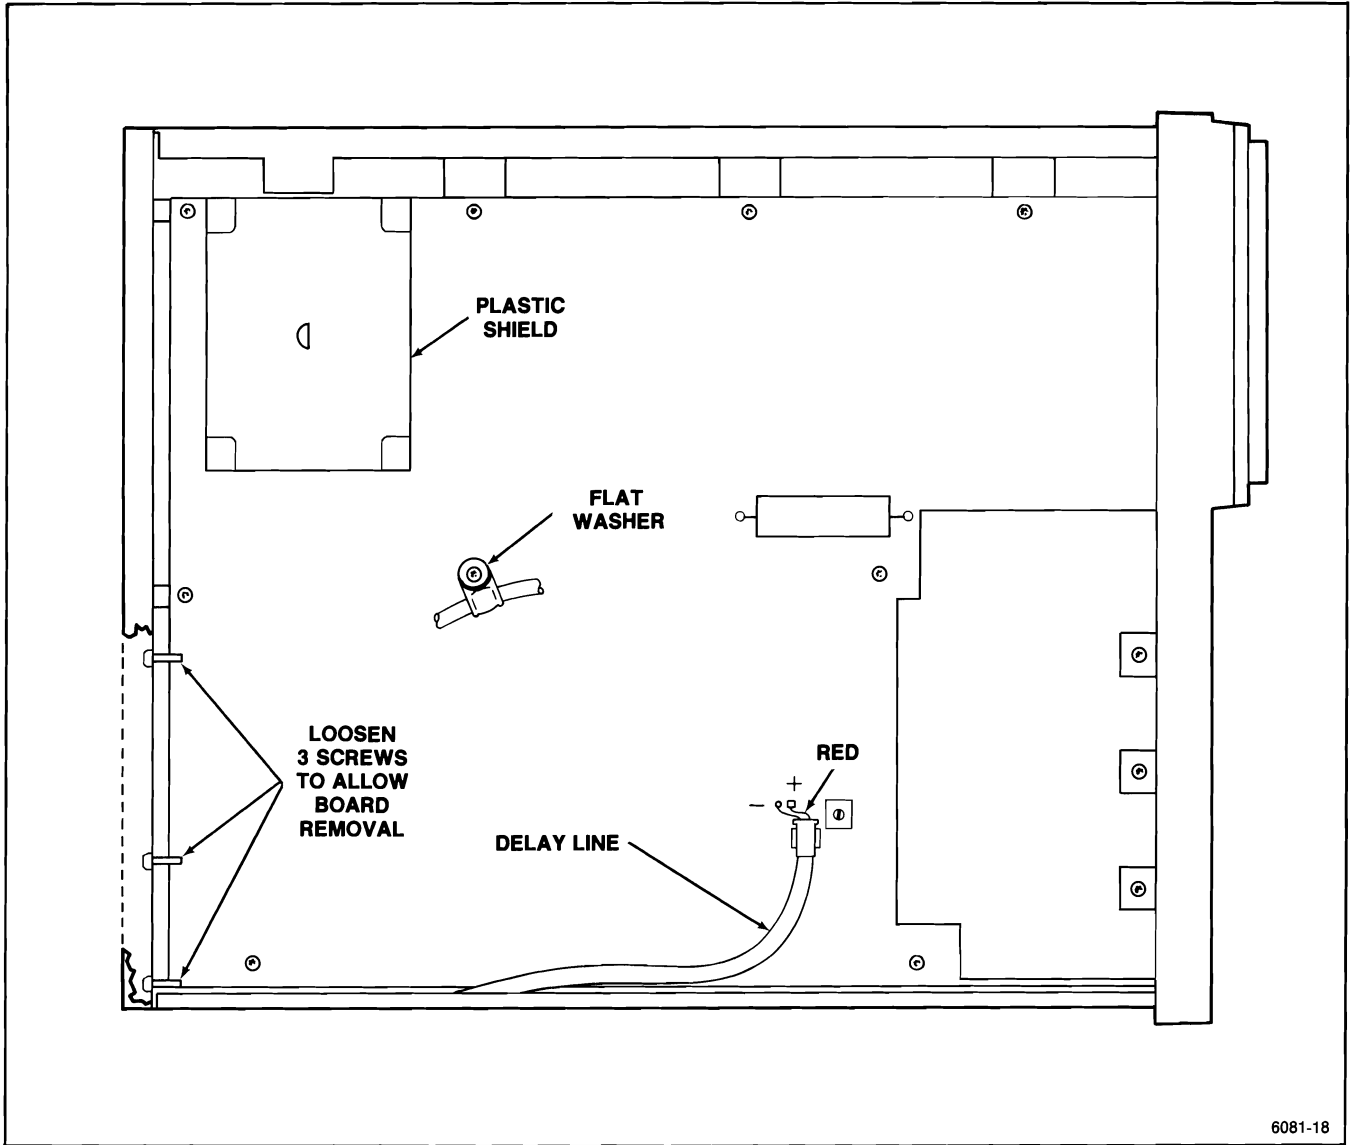 PLASTIC
SHIELD
FLAT
WASHER
LOOSEN
3 SCREWS
TO ALLOW
BOARD
REMOVAL
RED
+
−
DELAY LINE
6081-18